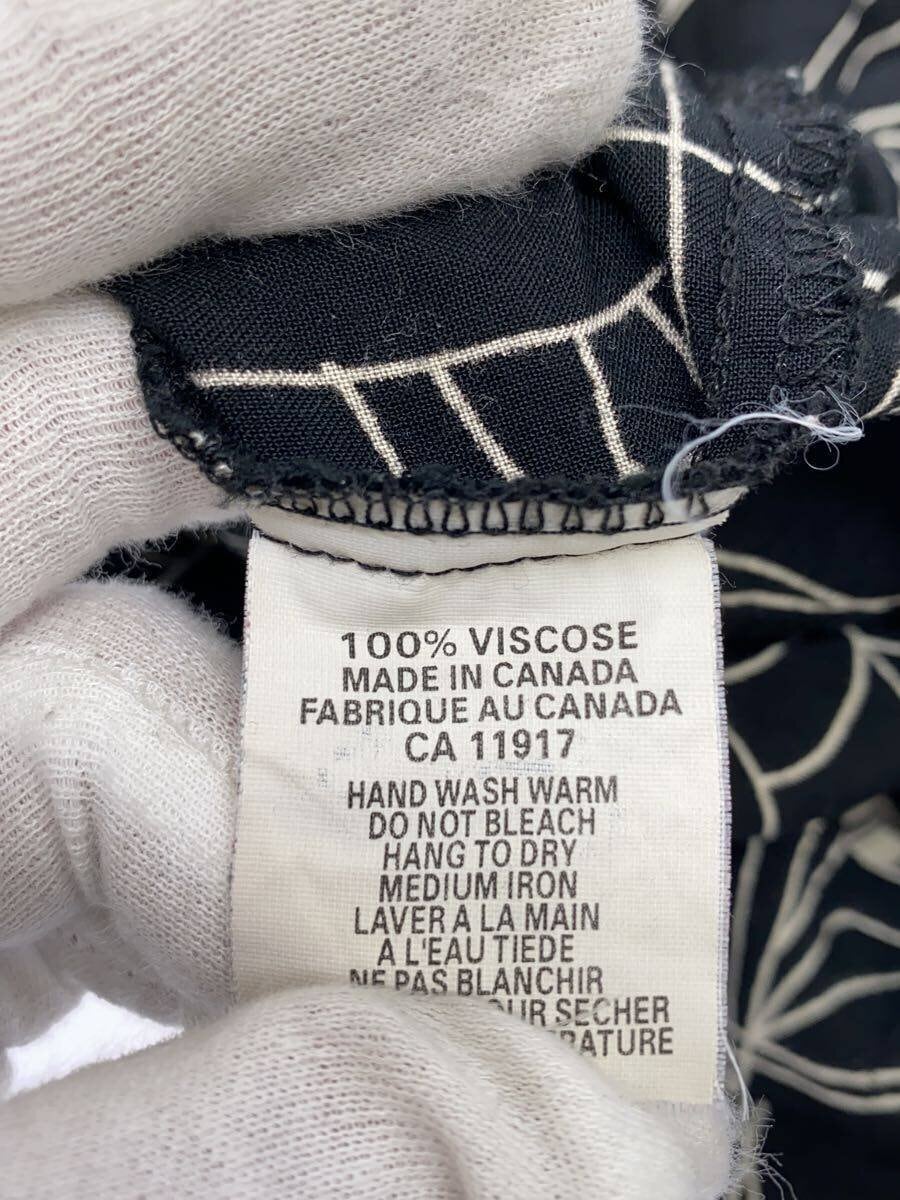 100% VISCOSE
MADE IN CANADA
FABRIQUE AU CANADA
CA 11917
HAND WASH WARM
DO NOT BLEACH
HANG TO DRY
MEDIUM IRON
LAVER A LA MAIN
A L'EAU TIEDE
NE PAS BLANCHIR
SECHER